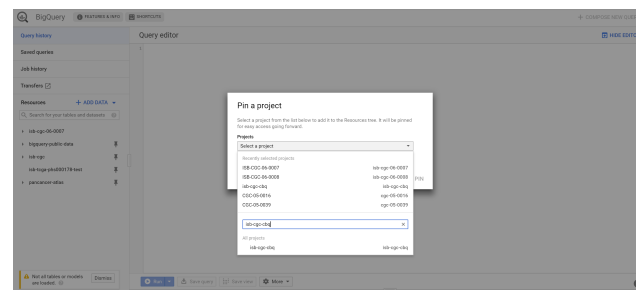 BigQuery FEATURES & INFO SHORTCUTS + COMPOSE NEW QUE
Query history
Query editor
HIDE EDITO
Saved queries
1
Job history
Transfers
Resources + ADD DATA
Search for your tables and datasets
isb-cgc-06-0007
bigquery-public-data
isb-cgc
isb-ncga-phs000178-test
pancancer-atlas
Pin a project
Select a project from the list below to add it to the Resources tree. It will be pinned
for easy access going forward.
Projects
Select a project
Recently selected projects
ISB-CGC-06-0007 isb-cgc-06-0007
ISB-CGC-06-0008 isb-cgc-06-0008
isb-cgc-cbq isb-cgc-cbq
CGC-05-0016 cgc-05-0016
CGC-05-0039 cgc-05-0039
PIN
isb-cgc-cbq
All projects
isb-cgc-cbq isb-cgc-cbq
Not all tables or models
are loaded.
Dismiss
Run Save query Save view More